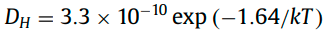 D_H = 3.3 × 10^−10 exp (−1.64/kT)